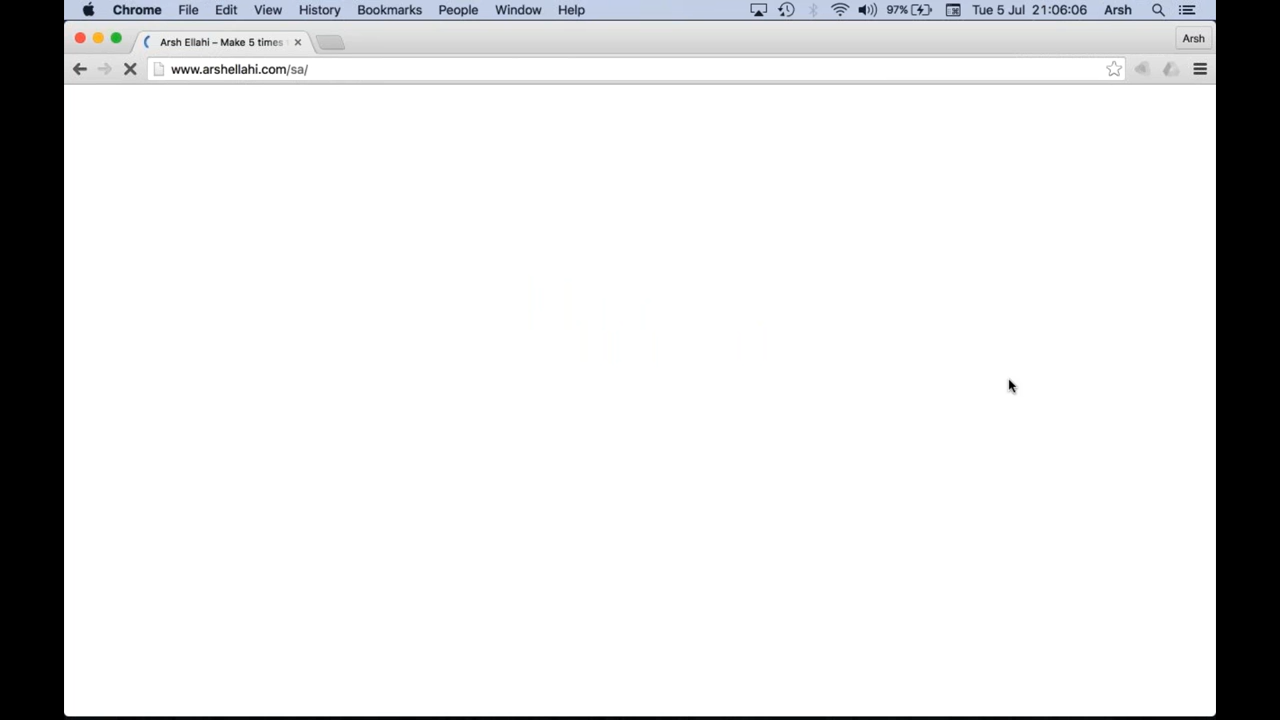 Chrome File Edit View History Bookmarks People Window Help 97% Tue 5 Jul 21:06:06 Arsh
Arsh Ellahi – Make 5 times Arsh
www.arshellahi.com/sa/